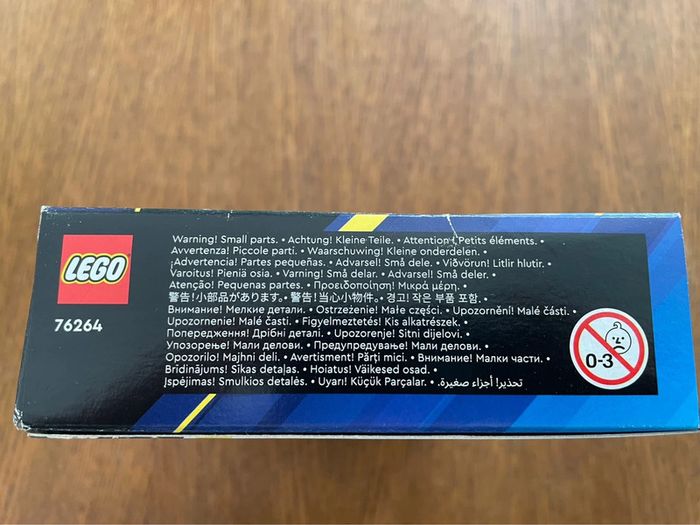 LEGO
76264
Warning! Small parts. • Achtung! Kleine Teile. • Attention ! Petits éléments. •
Avvertenza! Piccole parti. • Waarschuwing! Kleine onderdelen. •
¡Advertencia! Partes pequeñas. • Advarsel! Små dele. • Viðvörun! Litlir hlutir. •
Varoitus! Pieniä osia. • Varning! Små delar. • Advarsel! Små deler. •
Atenção! Pequenas partes. • Προειδοποίηση! Μικρά μέρη. •
警告!小部品があります。• 警告!当心小物件。• 경고! 작은 부품 포함. •
Внимание! Мелкие детали. • Ostrzeżenie! Małe części. • Upozornění! Malé části. •
Upozornenie! Malé časti. • Figyelmeztetés! Kis alkatrészek. •
Попередження! Дрібні деталі. • Upozorenje! Sitni dijelovi. •
Упозорење! Мали делови. • Предупредување! Мали делови. •
Opozorilo! Majhni deli. • Avertisment! Părți mici. • Внимание! Малки части. •
Brīdinājums! Sīkas detaļas. • Hoiatus! Väikesed osad. •
Įspėjimas! Smulkios detalės. • Uyarı! Küçük Parçalar. • تحذير! أجزاء صغيرة.
0-3